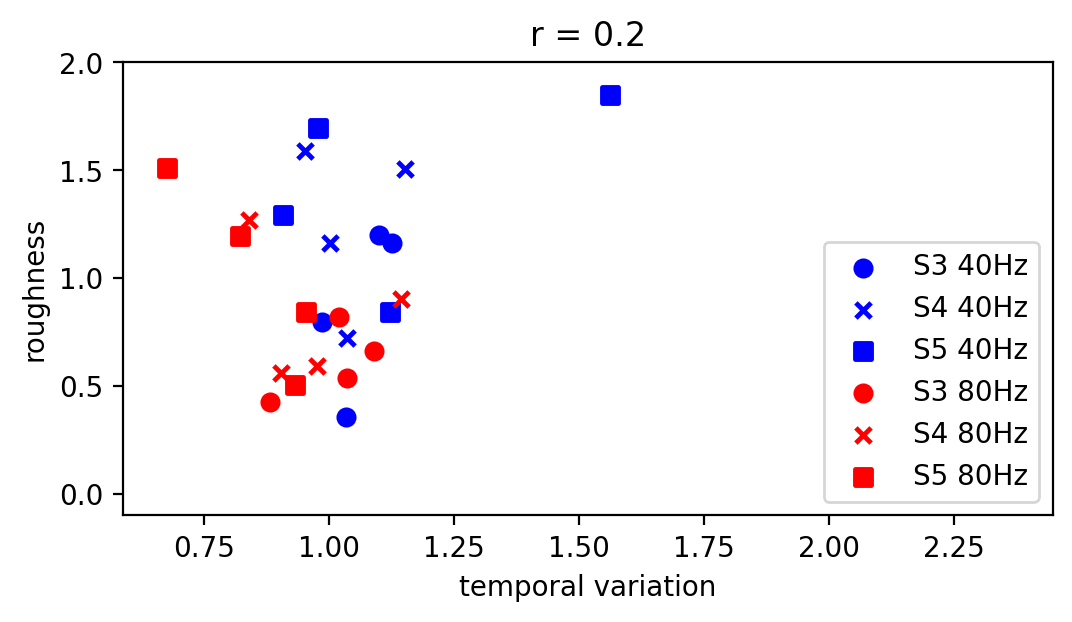 r = 0.2
2.0
1.5
1.0
0.5
0.0
roughness
0.75 1.00 1.25 1.50 1.75 2.00 2.25
temporal variation
S3 40Hz
S4 40Hz
S5 40Hz
S3 80Hz
S4 80Hz
S5 80Hz